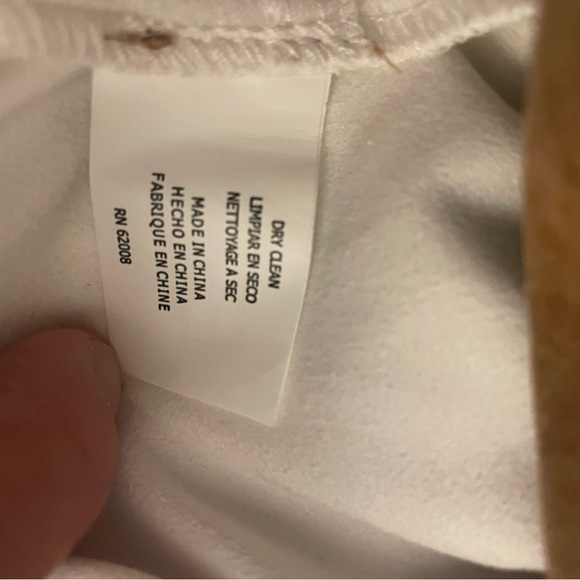 DRY CLEAN
LIMPIAR EN SECO
NETTOYAGE A SEC
MADE IN CHINA
HECHO EN CHINA
FABRIQUE EN CHINE
RN 62008